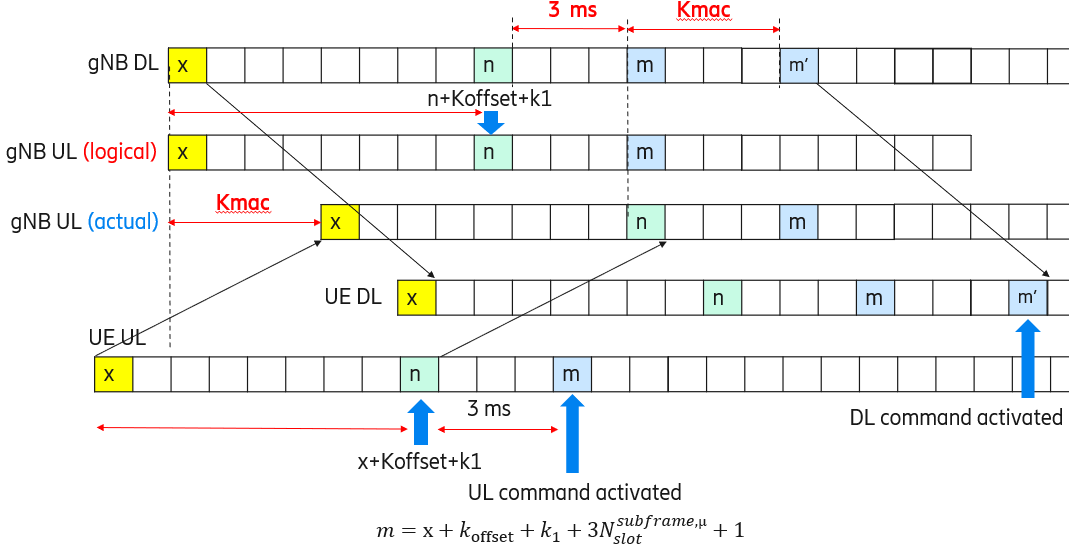 3 ms Kmac
gNB DL x n m m'
n+Koffset+k1
gNB UL (logical) x n m
Kmac
gNB UL (actual) x n m
UE DL x n m m'
UE UL
x n m
3 ms
DL command activated
x+Koffset+k1
UL command activated
m = x + k_offset + k_1 + 3N_slot^subframe,μ + 1